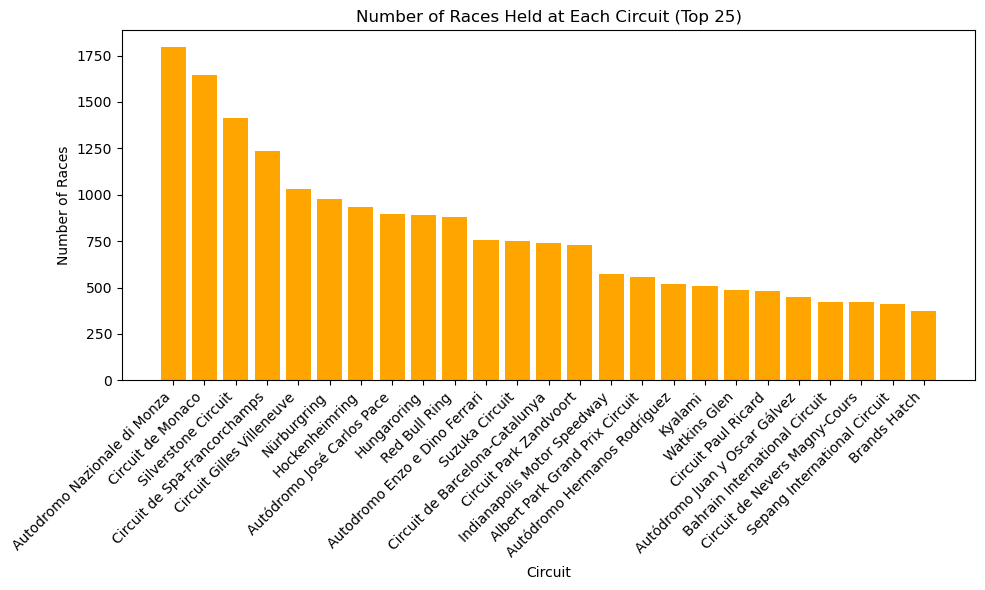 Number of Races Held at Each Circuit (Top 25)
Number of Races
1750
1500
1250
1000
750
500
250
0
Autodromo Nazionale di Monza
Circuit de Monaco
Silverstone Circuit
Circuit de Spa-Francorchamps
Circuit Gilles Villeneuve
Nürburgring
Hockenheimring
Autódromo José Carlos Pace
Hungaroring
Red Bull Ring
Autodromo Enzo e Dino Ferrari
Suzuka Circuit
Circuit de Barcelona-Catalunya
Circuit Park Zandvoort
Indianapolis Motor Speedway
Albert Park Grand Prix Circuit
Autódromo Hermanos Rodríguez
Kyalami
Watkins Glen
Circuit Paul Ricard
Autódromo Juan y Oscar Gálvez
Bahrain International Circuit
Circuit de Nevers Magny-Cours
Sepang International Circuit
Brands Hatch
Circuit